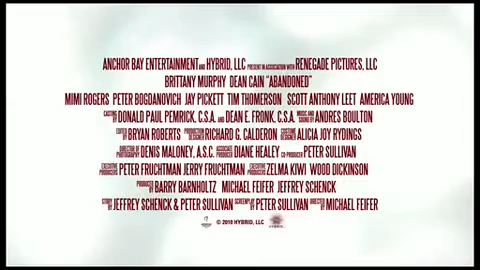 ANCHOR BAY ENTERTAINMENT AND HYBRID, LLC PRESENT IN ASSOCIATION WITH RENEGADE PICTURES, LLC
BRITTANY MURPHY DEAN CAIN "ABANDONED"
MIMI ROGERS PETER BOGDANOVICH JAY PICKETT TIM THOMERSON SCOTT ANTHONY LEET AMERICA YOUNG
CASTING BY DONALD PAUL PEMRICK, C.S.A. AND DEAN E. FRONK, C.S.A. MUSIC AND SOUND BY ANDRES BOULTON
EDITED BY BRYAN ROBERTS PRODUCTION DESIGNER RICHARD G. CALDERON COSTUME DESIGNER ALICIA JOY RYDINGS
DIRECTOR OF PHOTOGRAPHY DENIS MALONEY, A.S.C. ASSOCIATE PRODUCER DIANE HEALEY CO-PRODUCER PETER SULLIVAN
EXECUTIVE PRODUCERS PETER FRUCHTMAN JERRY FRUCHTMAN EXECUTIVE PRODUCERS ZELMA KIWI WOOD DICKINSON
PRODUCED BY BARRY BARNHOLTZ MICHAEL FEIFER JEFFREY SCHENCK
STORY BY JEFFREY SCHENCK & PETER SULLIVAN SCREENPLAY BY PETER SULLIVAN DIRECTED BY MICHAEL FEIFER
© 2010 HYBRID, LLC HYBRID